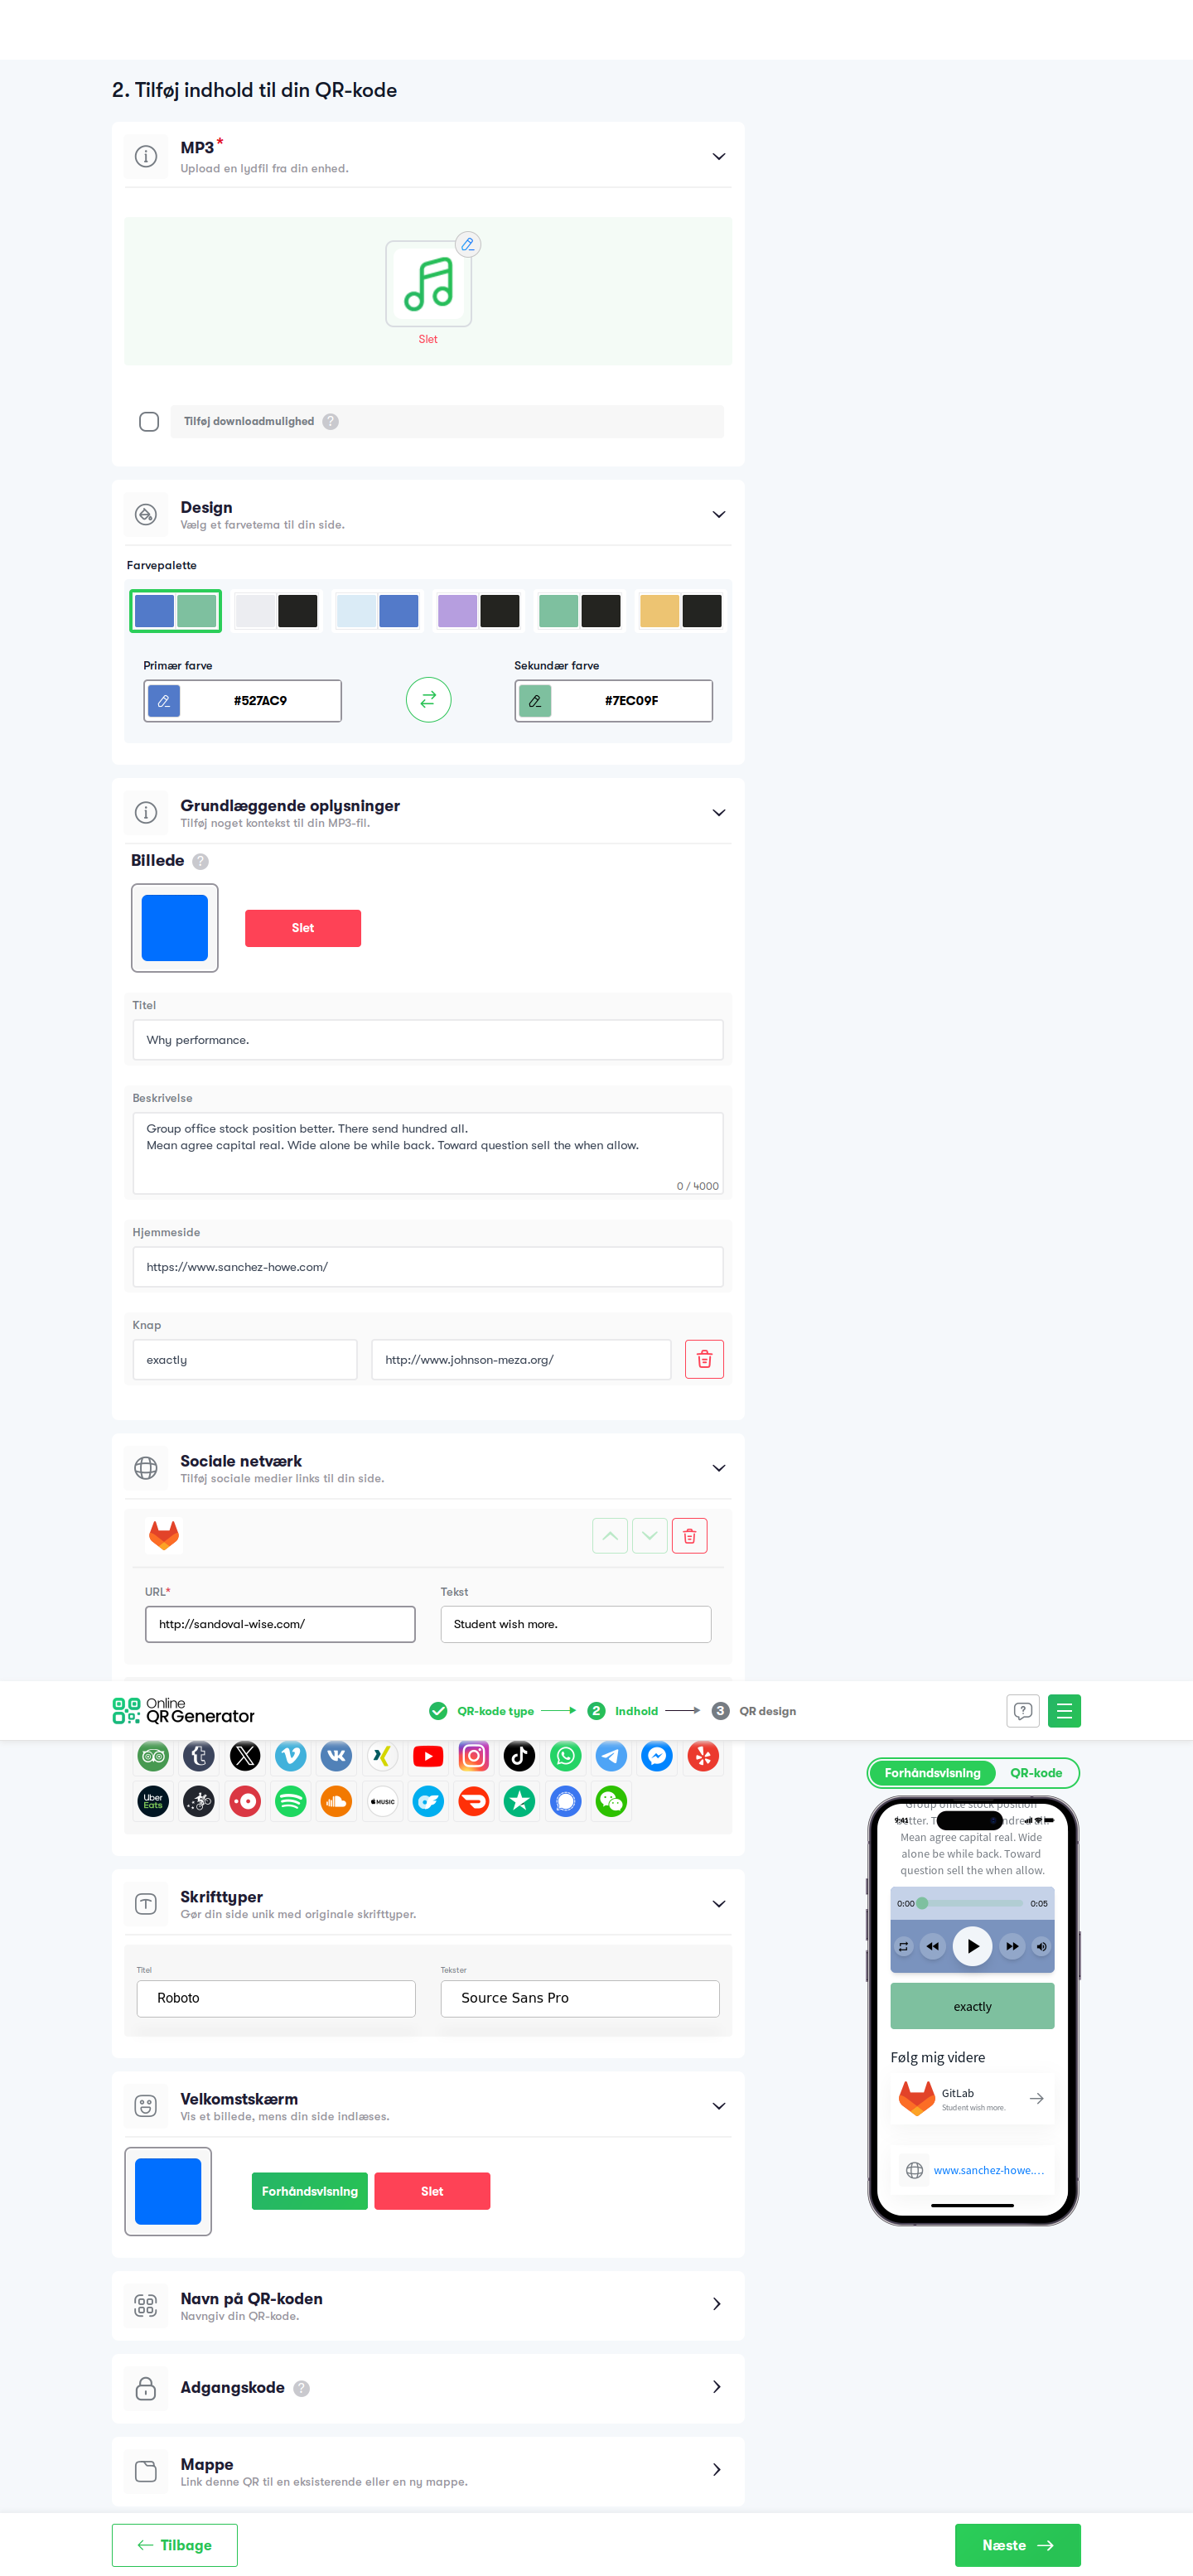 2. Tilføj indhold til din QR-kode
MP3*
Upload en lydfil fra din enhed.
Slet
Tilføj downloadmulighed ?
Design
Vælg et farvetema til din side.
Farvepalette
Primær farve
Sekundær farve
#527AC9
#7EC09F
Grundlæggende oplysninger
Tilføj noget kontekst til din MP3-fil.
Billede ?
Slet
Titel
Why performance.
Beskrivelse
Group office stock position better. There send hundred all.
Mean agree capital real. Wide alone be while back. Toward question sell the when allow.
0 / 4000
Hjemmeside
https://www.sanchez-howe.com/
Knap
exactly
http://www.johnson-meza.org/
Sociale netværk
Tilføj sociale medier links til din side.
URL*
Tekst
http://sandoval-wise.com/
Student wish more.
Online
QR Generator
QR-kode type
2 Indhold
3 QR design
Uber
Eats
MUSIC
Skrifttyper
Gør din side unik med originale skrifttyper.
Titel
Tekster
Roboto
Source Sans Pro
Velkomstskærm
Vis et billede, mens din side indlæses.
Forhåndsvisning
Slet
Navn på QR-koden
Navngiv din QR-kode.
Adgangskode ?
Mappe
Link denne QR til en eksisterende eller en ny mappe.
Tilbage
Næste
Forhåndsvisning
QR-kode
Group office stock position
9:41
Mean agree capital real. Wide
alone be while back. Toward
question sell the when allow.
0:00
0:05
exactly
Følg mig videre
GitLab
Student wish more.
www.sanchez-howe....